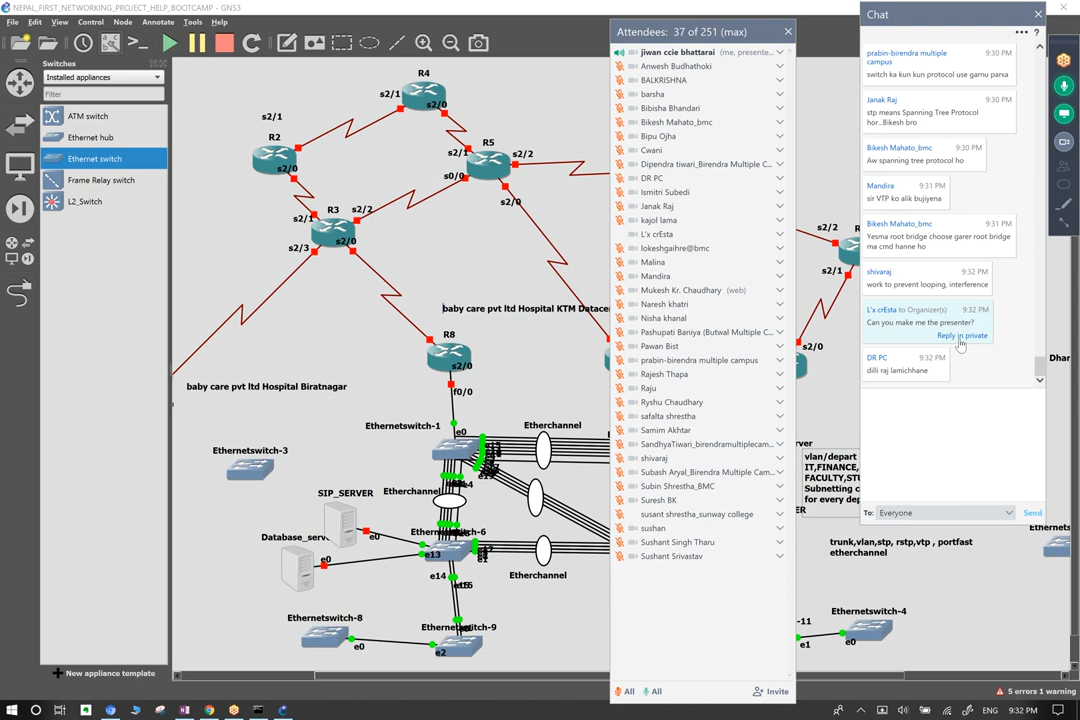 NEPAL_FIRST_NETWORKING_PROJECT_HELP_BOOTCAMP - GNS3
File Edit View Control Node Annotate Tools Help
Switches
Installed appliances
Filter
ATM switch
Ethernet hub
Ethernet switch
Frame Relay switch
L2_Switch
New appliance template
R4
s2/1
s2/0
s2/1
R2
s2/0
R5
s2/1
s2/2
s0/0
s2/0
R3
s2/1
s2/2
s2/3
s2/0
baby care pvt ltd Hospital KTM Datacen
R8
s2/0
f0/0
baby care pvt ltd Hospital Biratnagar
Etherchannel
Ethernetswitch-1
e0
Ethernetswitch-3
SIP_SERVER
Etherchannel
e0
Database_serv
e0
e13
e14
Etherchannel
Ethernetswitch-8
e0
Ethernetswitch-9
e2
s2/2
s2/1
s2/0
vlan/depart
IT,FINANCE,
FACULTY,STU
Subnetting c
for every dep
trunk,vlan,stp, rstp,vtp , portfast
etherchannel
Dhar
Ethernetswitch-4
-11
e1
e0
Attendees: 37 of 251 (max)
jiwan ccie bhattarai (me, presente...
Anwesh Budhathoki
BALKRISHNA
barsha
Bibisha Bhandari
Bikesh Mahato_bmc
Bipu Ojha
Cwani
Dipendra tiwari_Birendra Multiple C...
DR PC
Ismitri Subedi
Janak Raj
kajol lama
L'x crEsta
lokeshgaihre@bmc
Malina
Mandira
Mukesh Kr. Chaudhary (web)
Naresh khatri
Nisha khanal
Pashupati Baniya (Butwal Multiple C...
Pawan Bist
prabin-birendra multiple campus
Rajesh Thapa
Raju
Ryshu Chaudhary
safalta shrestha
Samim Akhtar
SandhyaTiwari_birendramultiplecam...
shivaraj
Subash Aryal_Birendra Multiple Cam...
Subin Shrestha_BMC
Suresh BK
susant shrestha_sunway college
sushan
Sushant Singh Tharu
Sushant Srivastav
All All Invite
Chat
prabin-birendra multiple campus 9:30 PM
switch ka kun kun protocol use garnu parxa
Janak Raj 9:30 PM
stp means Spanning Tree Protocol
hor...Bikesh bro
Bikesh Mahato_bmc 9:30 PM
Aw spanning tree protocol ho
Mandira 9:31 PM
sir VTP ko alik bujiyena
Bikesh Mahato_bmc 9:31 PM
Yesma root bridge choose garer root bridge
ma cmd hanne ho
shivaraj 9:32 PM
work to prevent looping, interference
L'x crEsta to Organizer(s) 9:32 PM
Can you make me the presenter?
Reply in private
DR PC 9:32 PM
dilli raj lamichhane
To: Everyone Send
5 errors 1 warning
ENG 9:32 PM